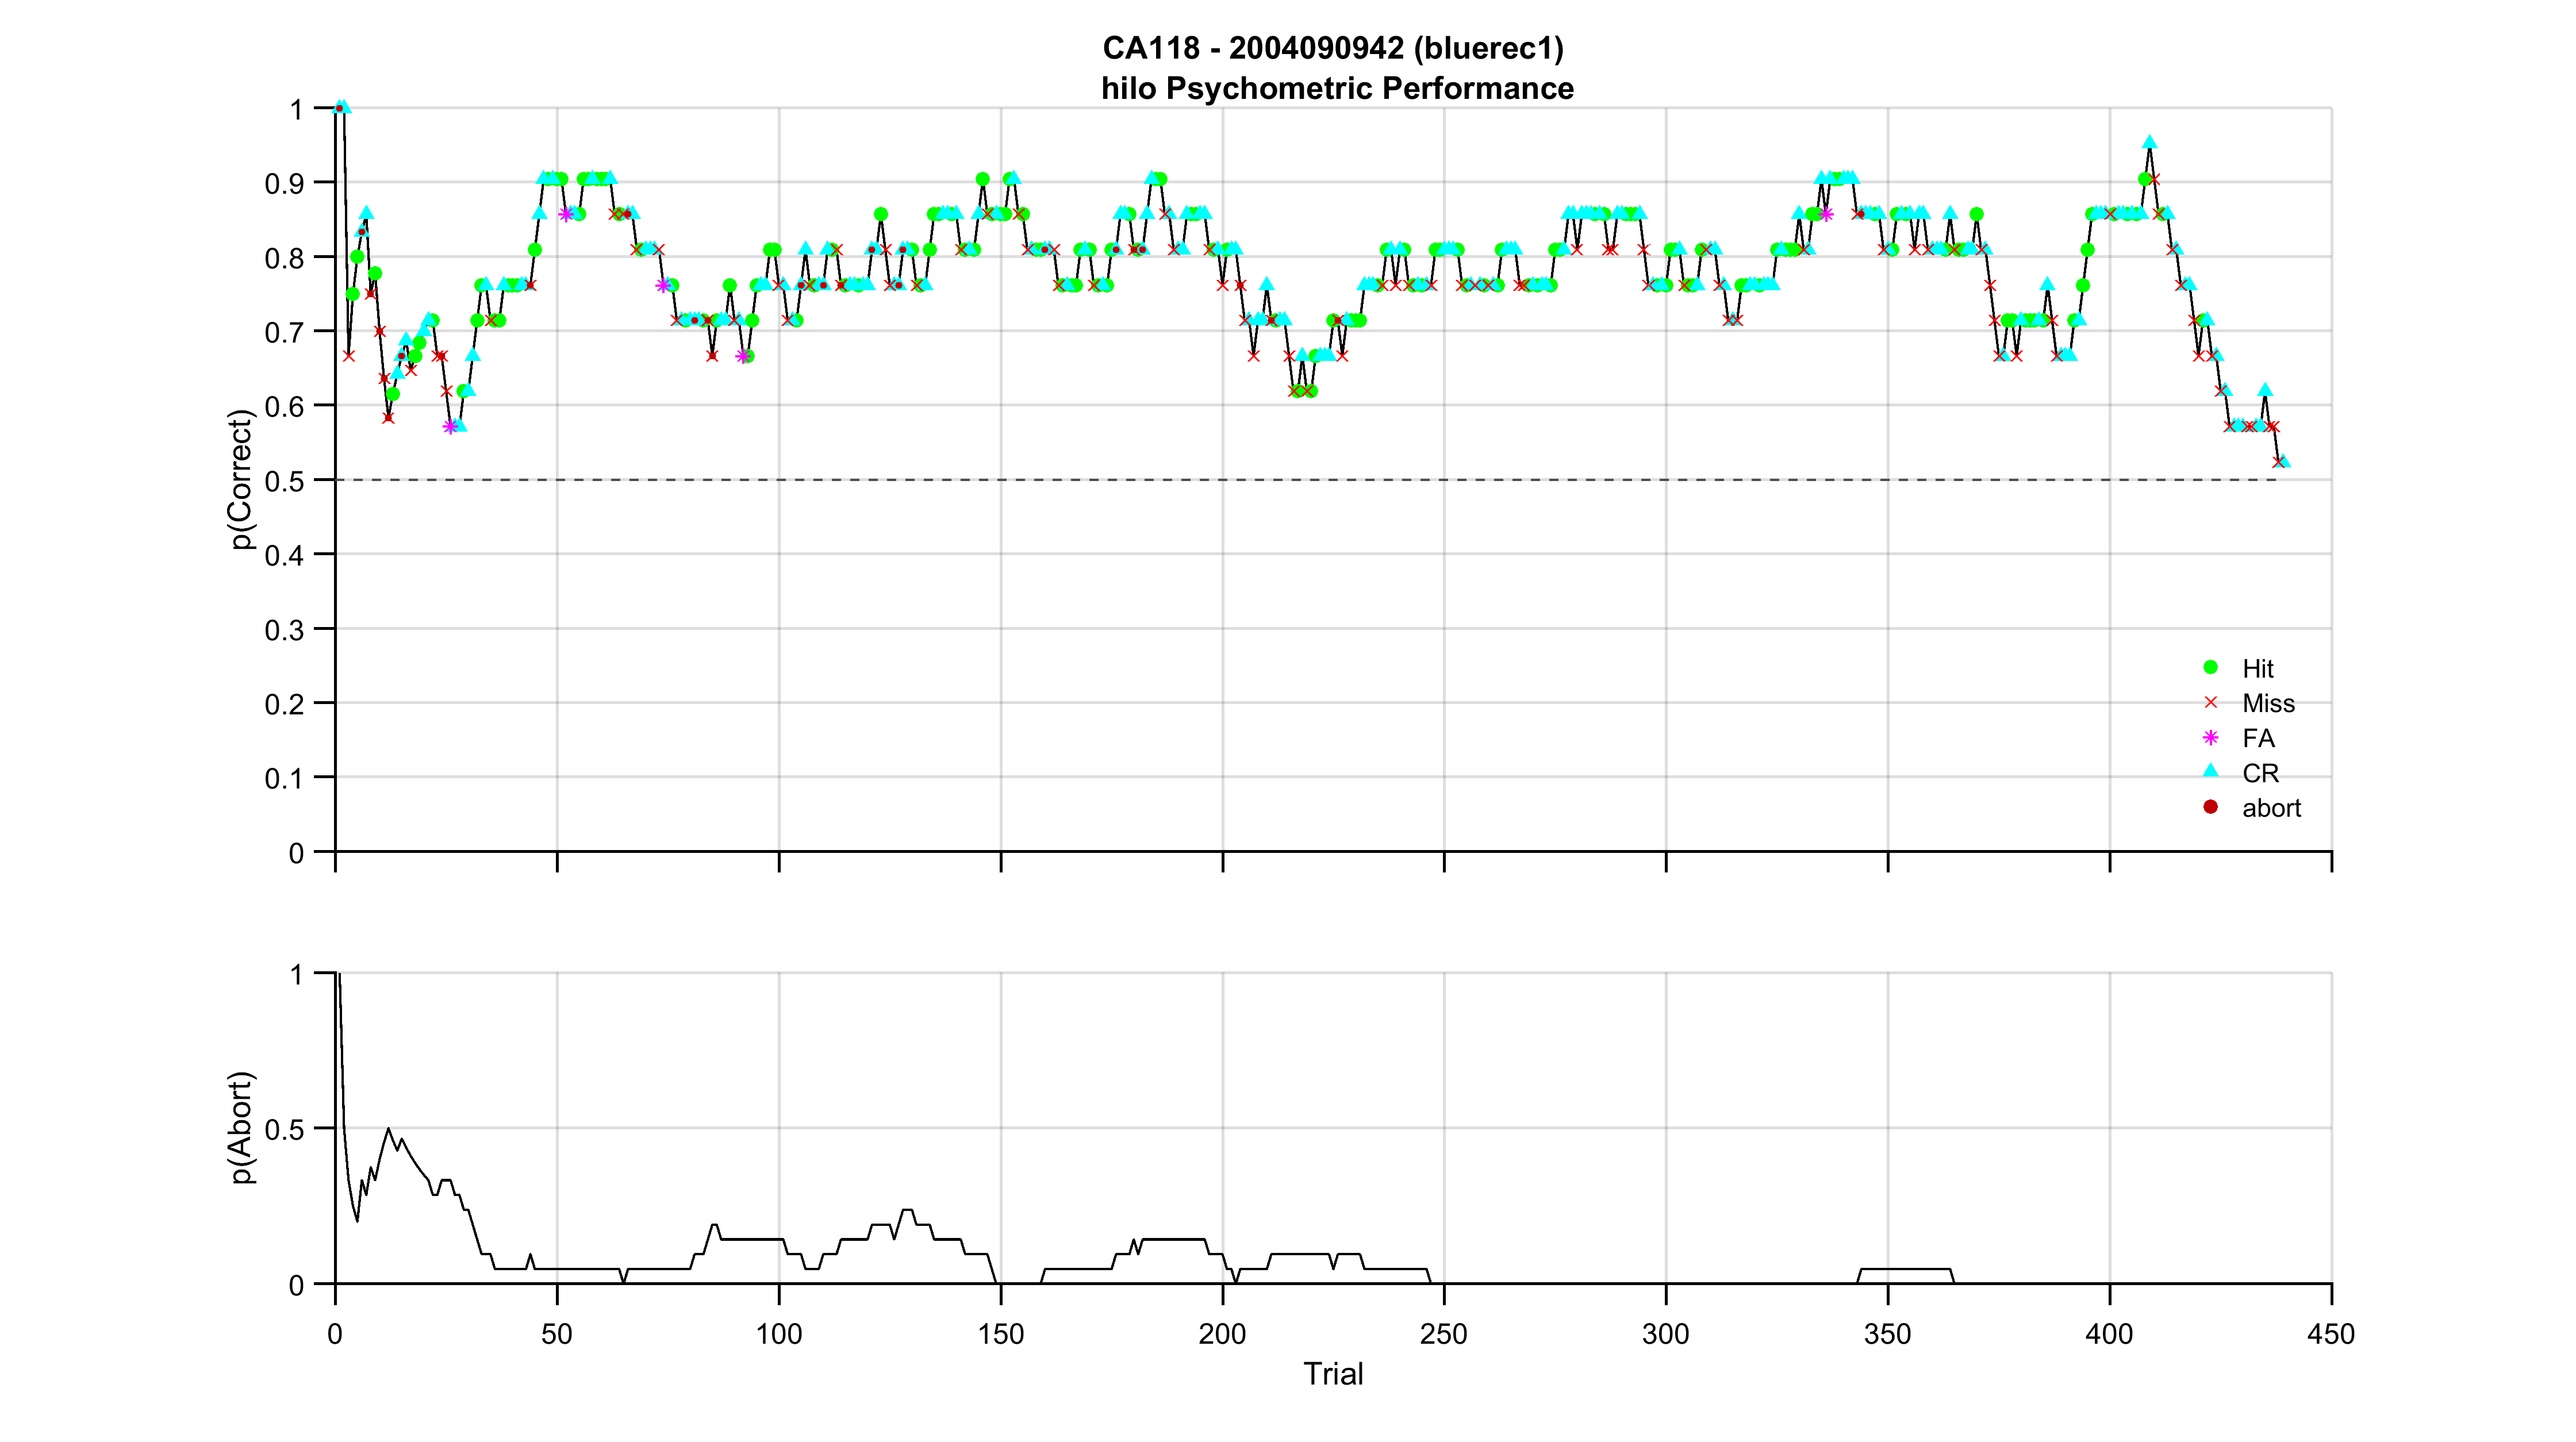 CA118 - 2004090942 (bluerec1)
hilo Psychometric Performance
p(Correct)
1
0.9
0.8
0.7
0.6
0.5
0.4
0.3
0.2
0.1
0
Hit
Miss
FA
CR
abort
p(Abort)
1
0.5
0
0 50 100 150 200 250 300 350 400 450
Trial